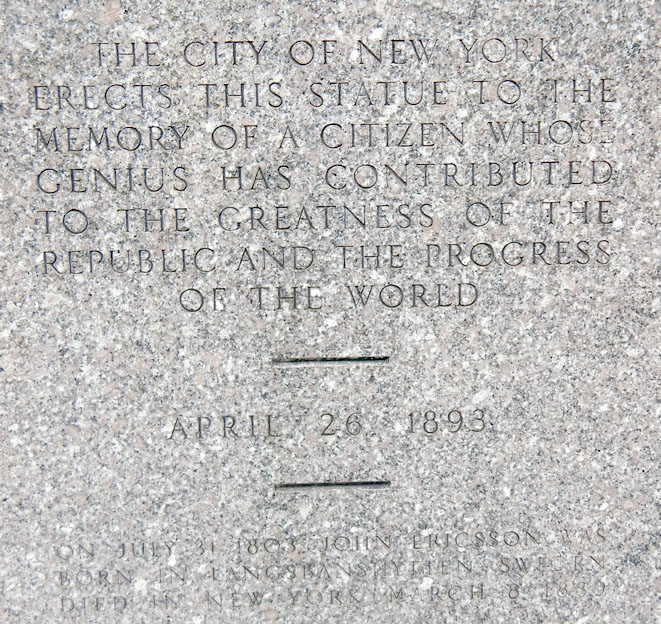 THE CITY OF NEW YORK
ERECTS THIS STATUE TO THE
MEMORY OF A CITIZEN WHOSE
GENIUS HAS CONTRIBUTED
TO THE GREATNESS OF THE
REPUBLIC AND THE PROGRESS
OF THE WORLD
APRIL 26 1893
ON JULY 31 1803 JOHN ERICSSON WAS
BORN IN SWEDEN
DIED IN NEW YORK MARCH 8 1889